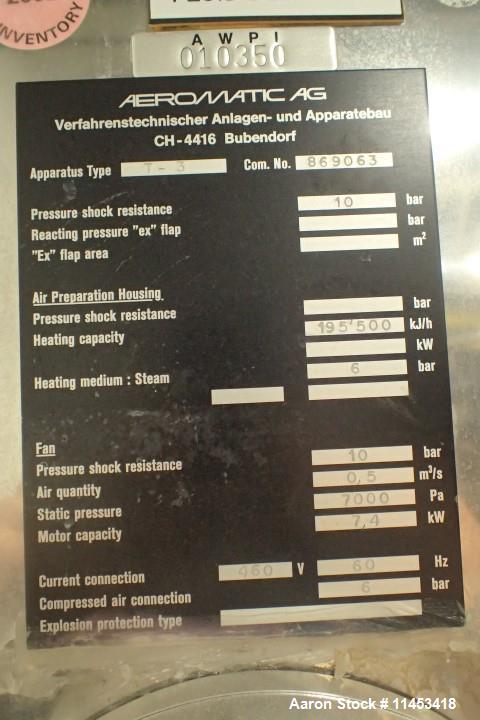 INVENTORY
A W P I
010350
AEROMATIC AG
Verfahrenstechnischer Anlagen- und Apparatebau
CH-4416 Bubendorf
Apparatus Type T-3 Com. No. 869063
Pressure shock resistance 10 bar
Reacting pressure "ex" flap bar
"Ex" flap area m²
Air Preparation Housing
Pressure shock resistance bar
Heating capacity 195'500 kJ/h
kW
Heating medium : Steam 6 bar
Fan
Pressure shock resistance 10 bar
Air quantity 0,5 m³/s
Static pressure 7000 Pa
Motor capacity 7,4 kW
Current connection 460 V 60 Hz
Compressed air connection 6 bar
Explosion protection type
Aaron Stock # 11453418